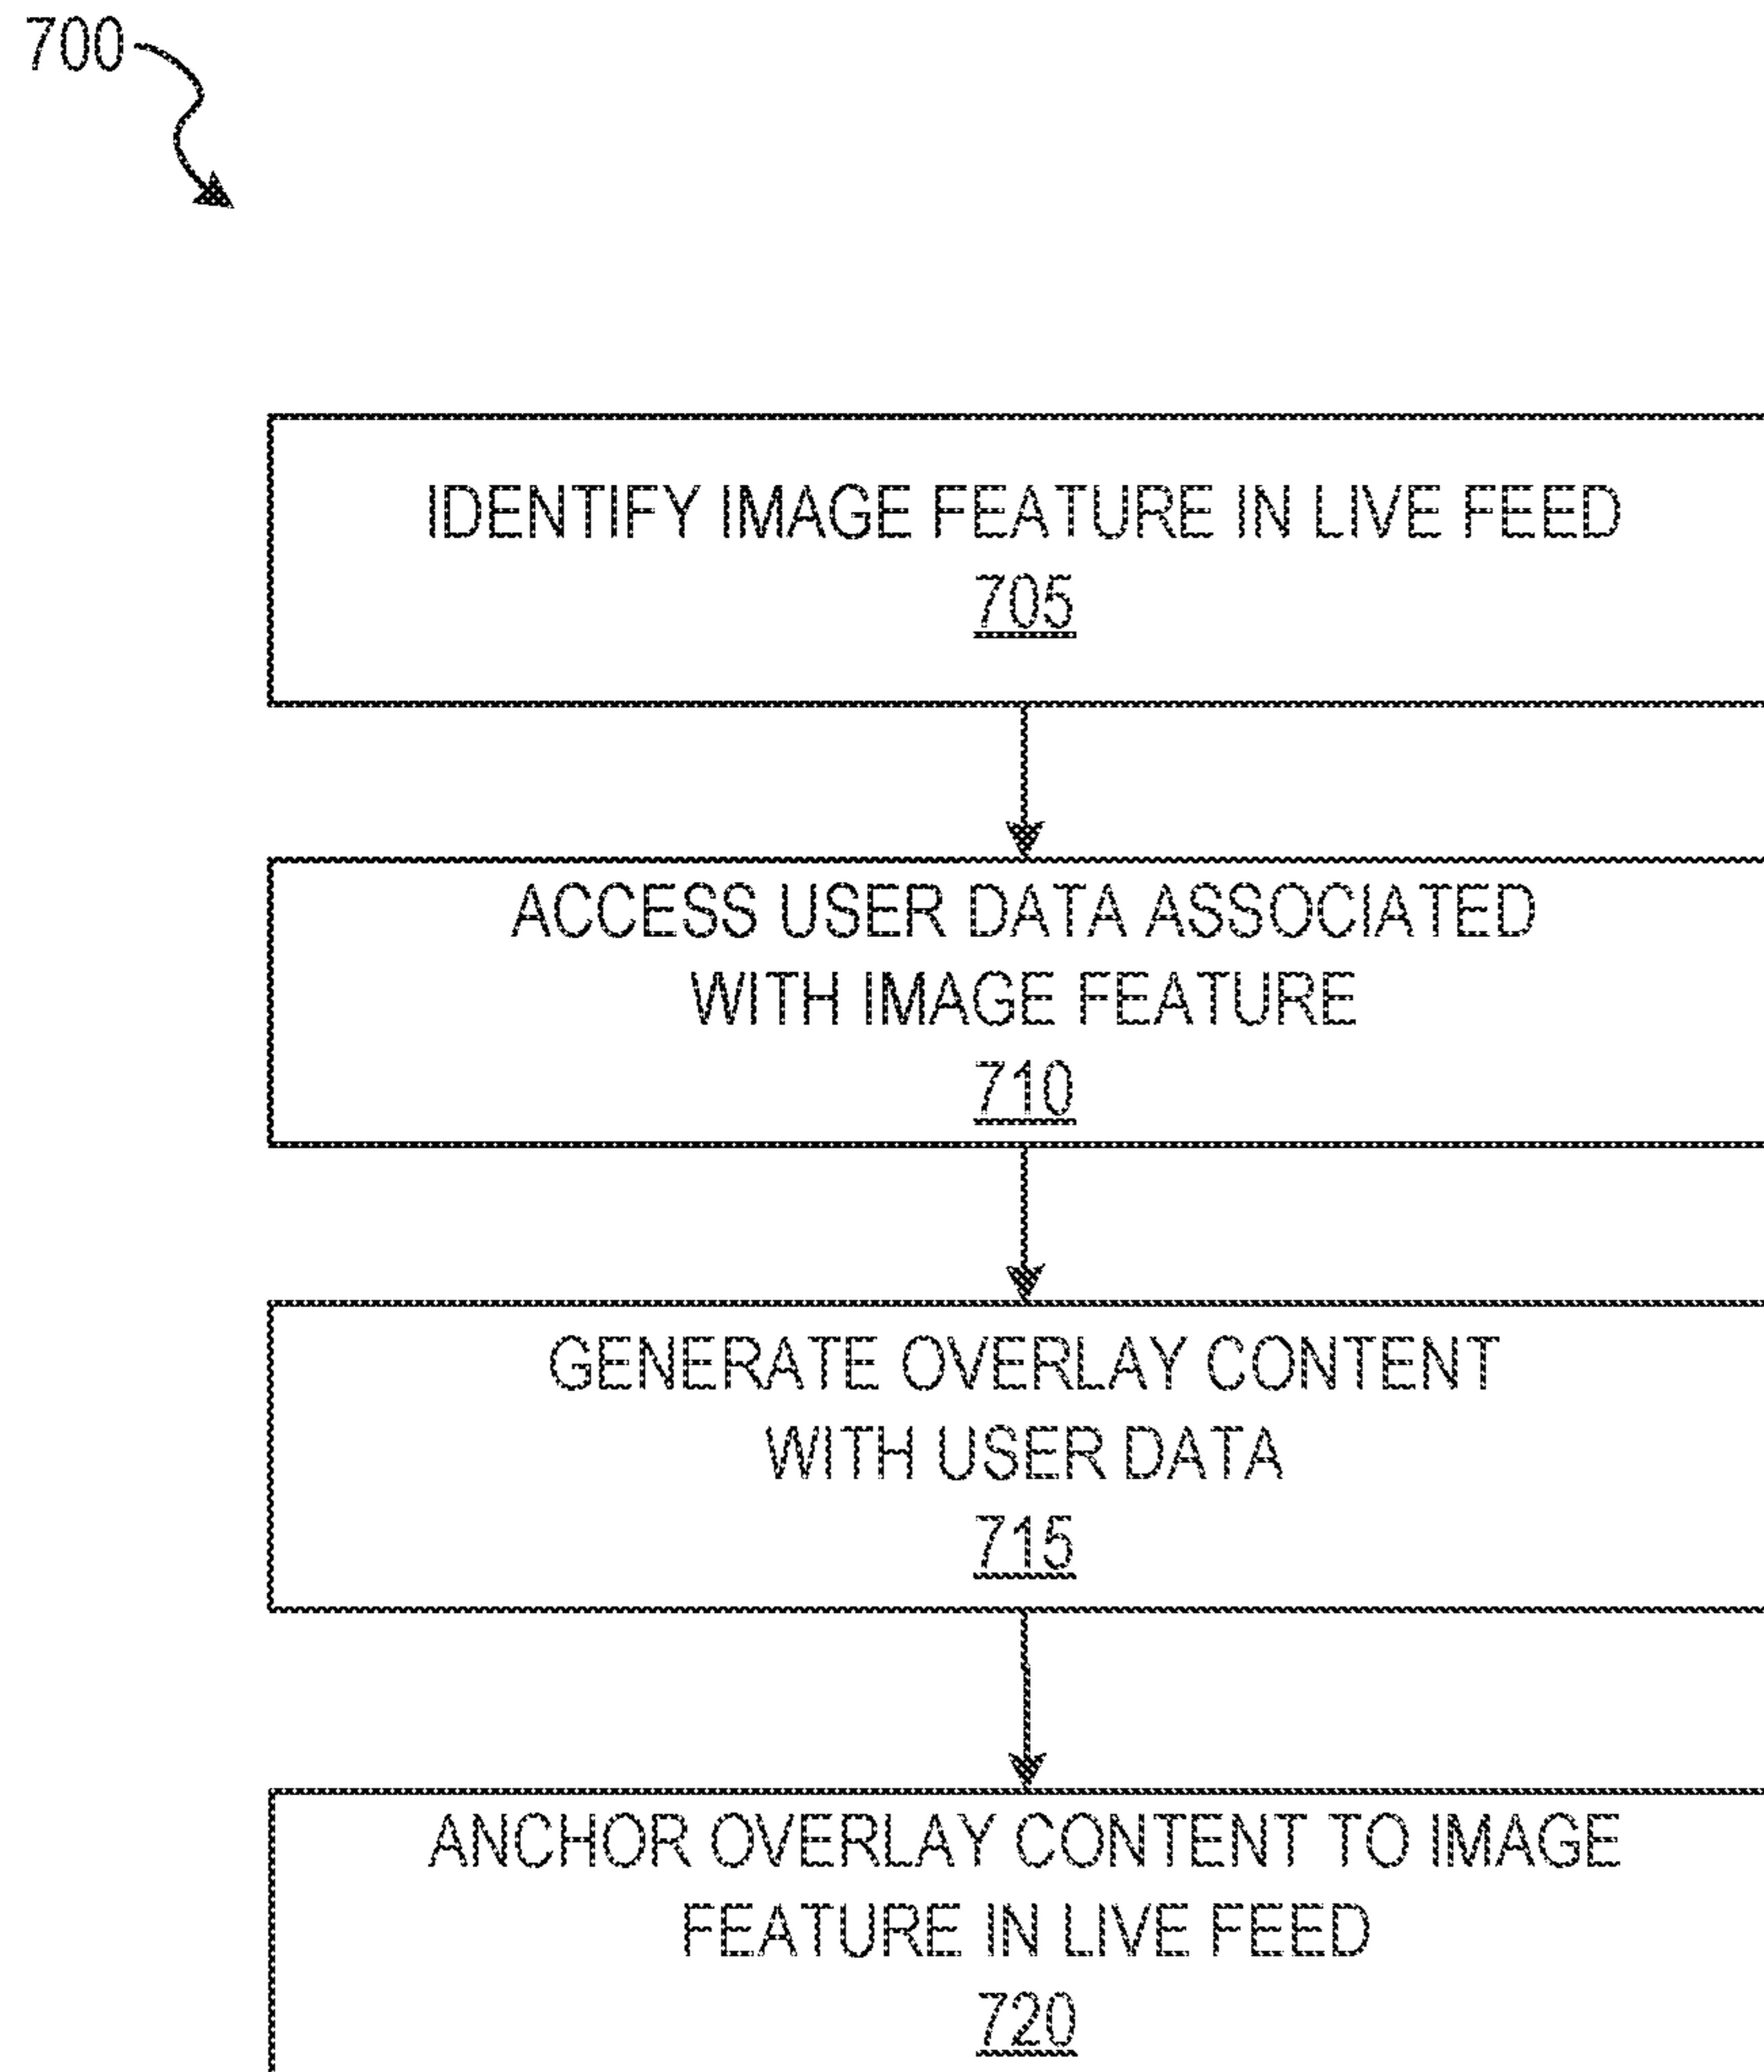 700
IDENTIFY IMAGE FEATURE IN LIVE FEED
705
ACCESS USER DATA ASSOCIATED
WITH IMAGE FEATURE
710
GENERATE OVERLAY CONTENT
WITH USER DATA
715
ANCHOR OVERLAY CONTENT TO IMAGE
FEATURE IN LIVE FEED
720